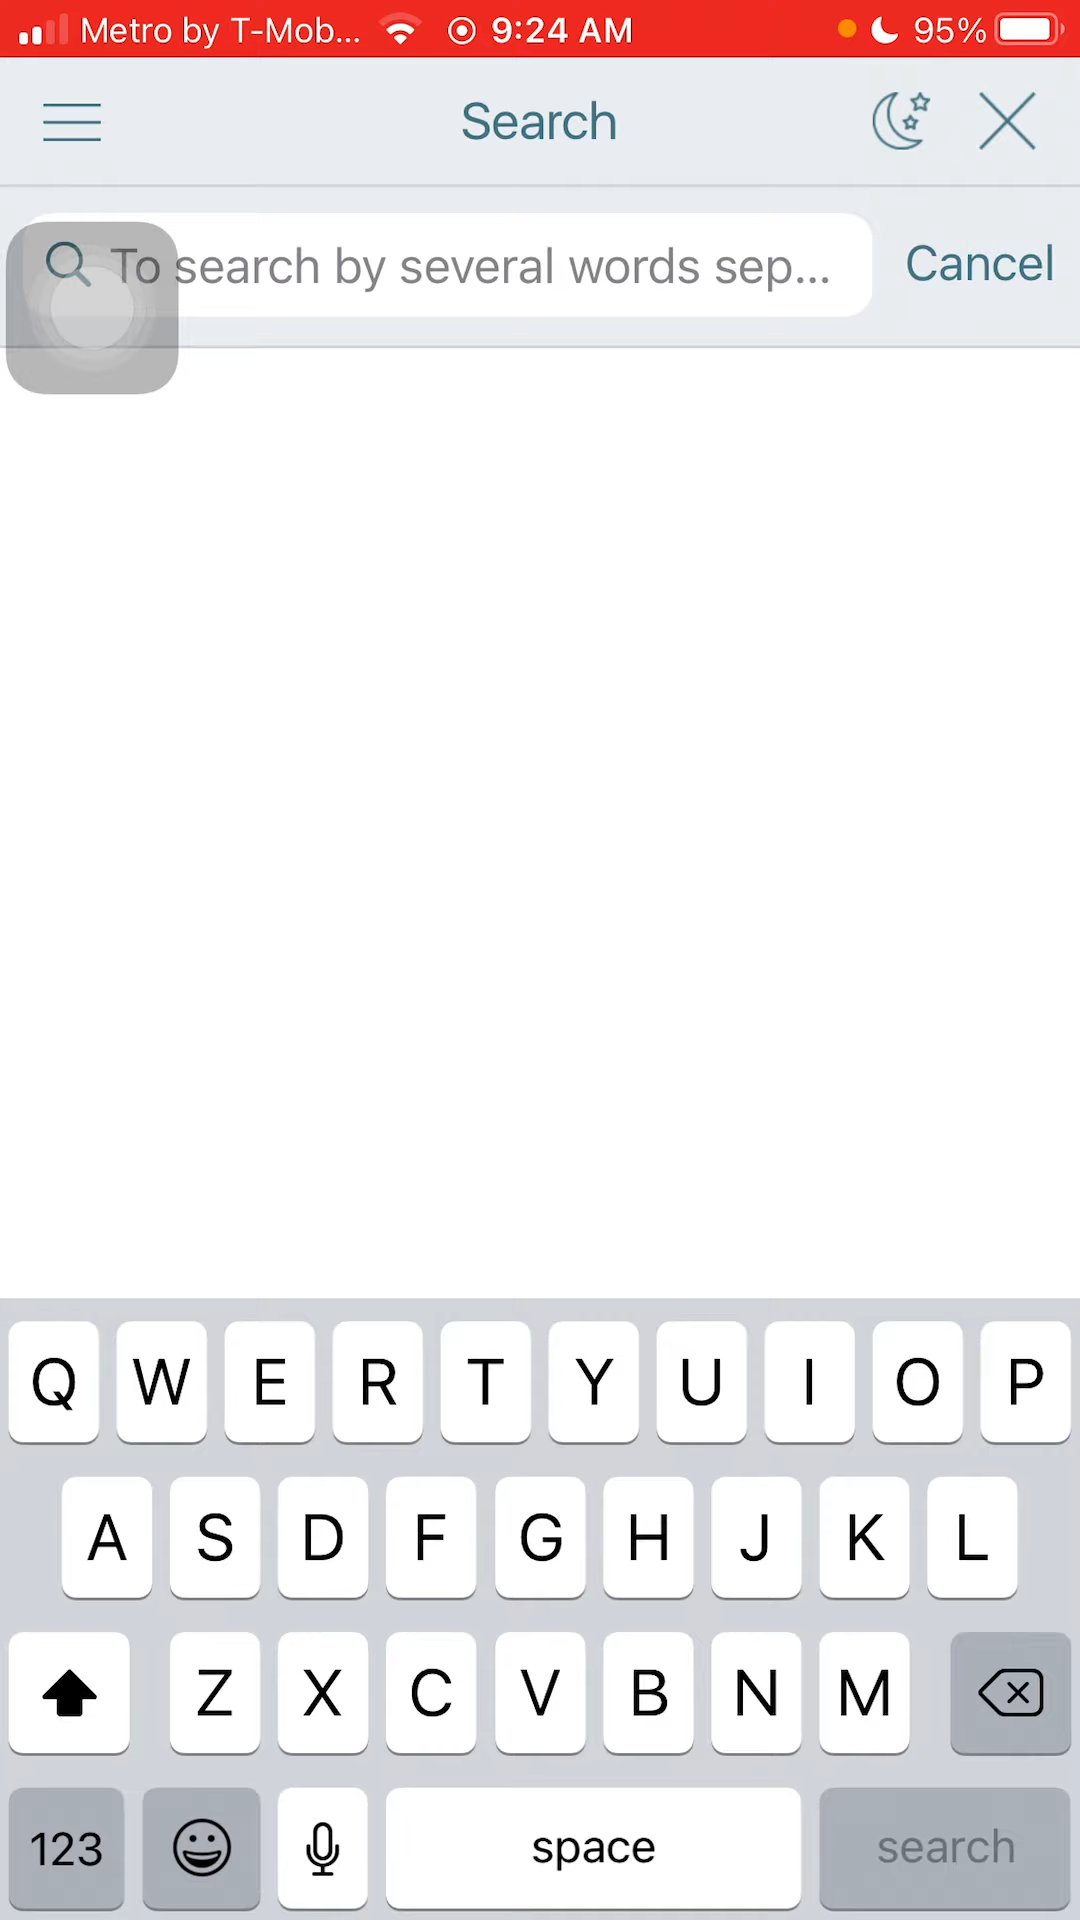 Metro by T-Mob... 9:24 AM 95%
Search
To search by several words sep... Cancel
Q W E R T Y U I O P
A S D F G H J K L
Z X C V B N M
123 space search